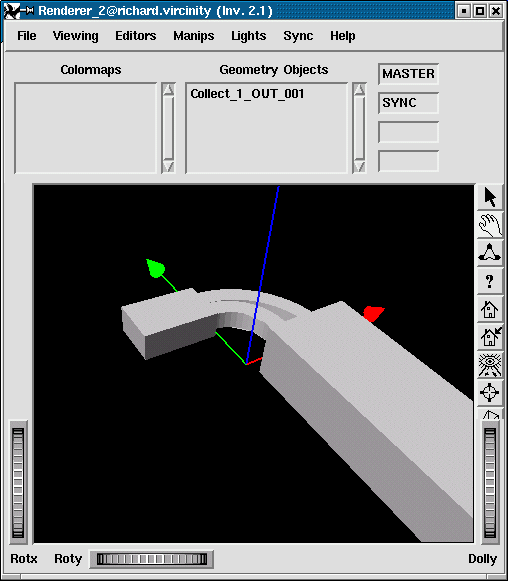 Renderer_2@richard.vircinity (Inv. 2.1)
File Viewing Editors Manips Lights Sync Help
Colormaps
Geometry Objects
MASTER
Collect_1_OUT_001
SYNC
?
Rotx Roty Dolly